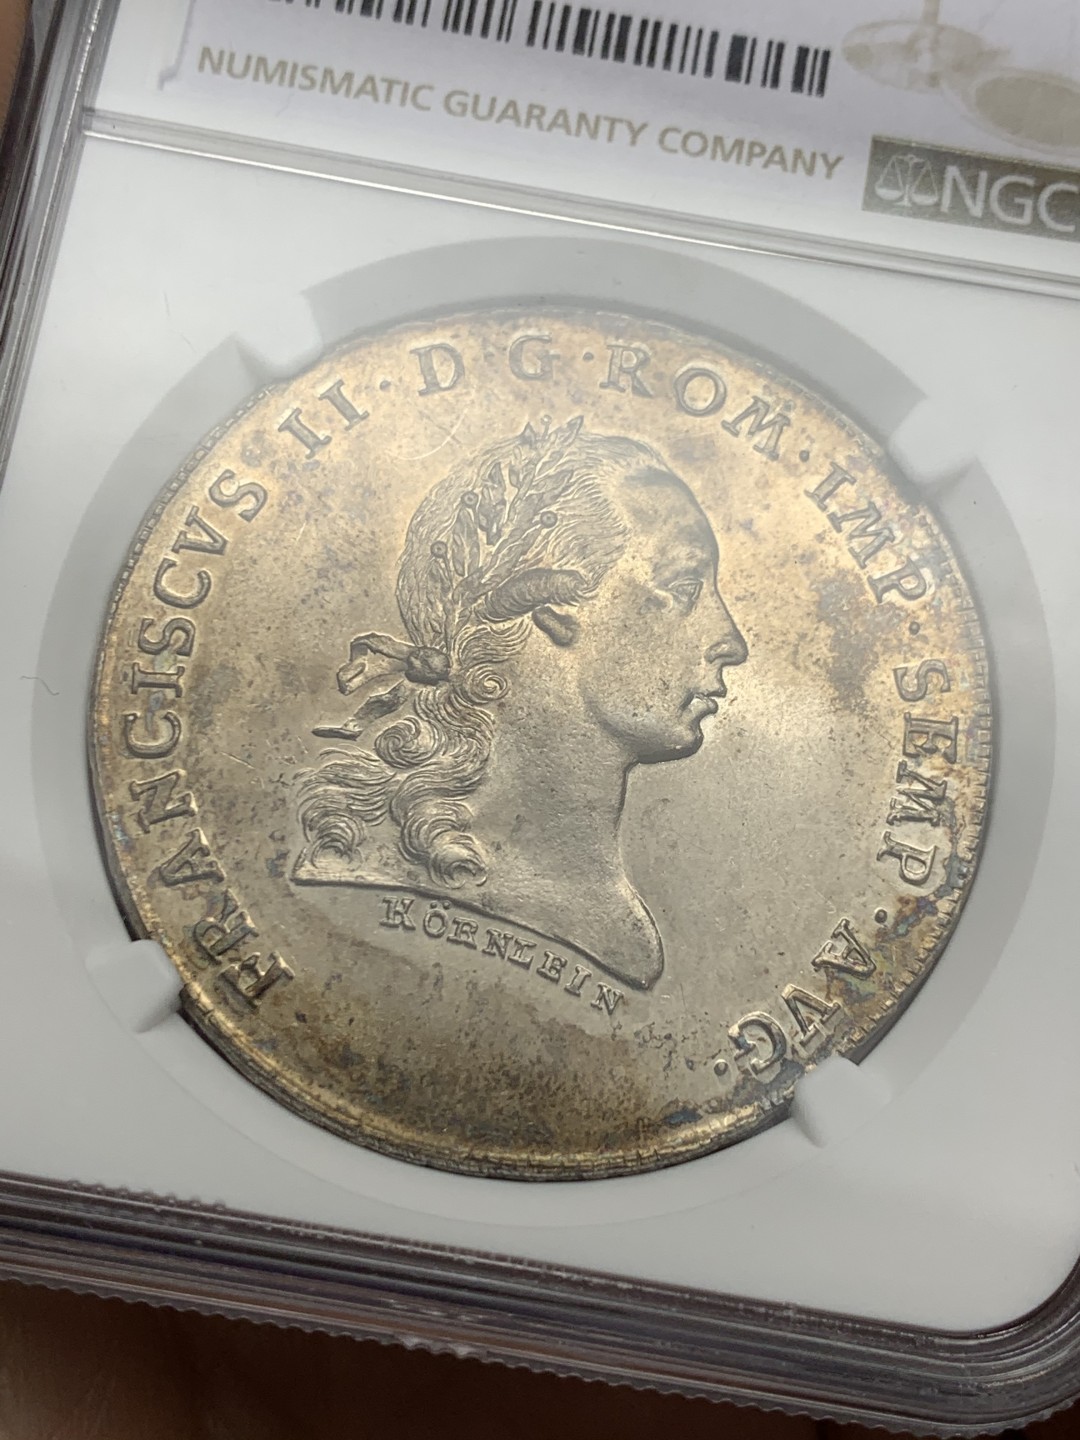 NUMISMATIC GUARANTY COMPANY
NGC
FRANCISCVS II · D · G · ROM · IMP · SEMP · AVG ·
KÖRNLEIN